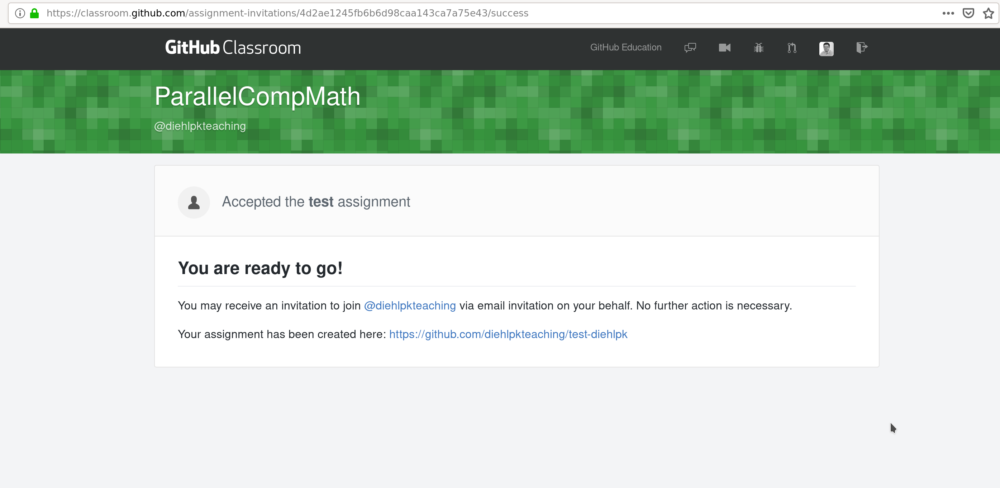 https://classroom.github.com/assignment-invitations/4d2ae1245fb6b6d98caa143ca7a75e43/success
GitHub Classroom
GitHub Education
ParallelCompMath
@diehlpkteaching
Accepted the test assignment
You are ready to go!
You may receive an invitation to join @diehlpkteaching via email invitation on your behalf. No further action is necessary.
Your assignment has been created here: https://github.com/diehlpkteaching/test-diehlpk